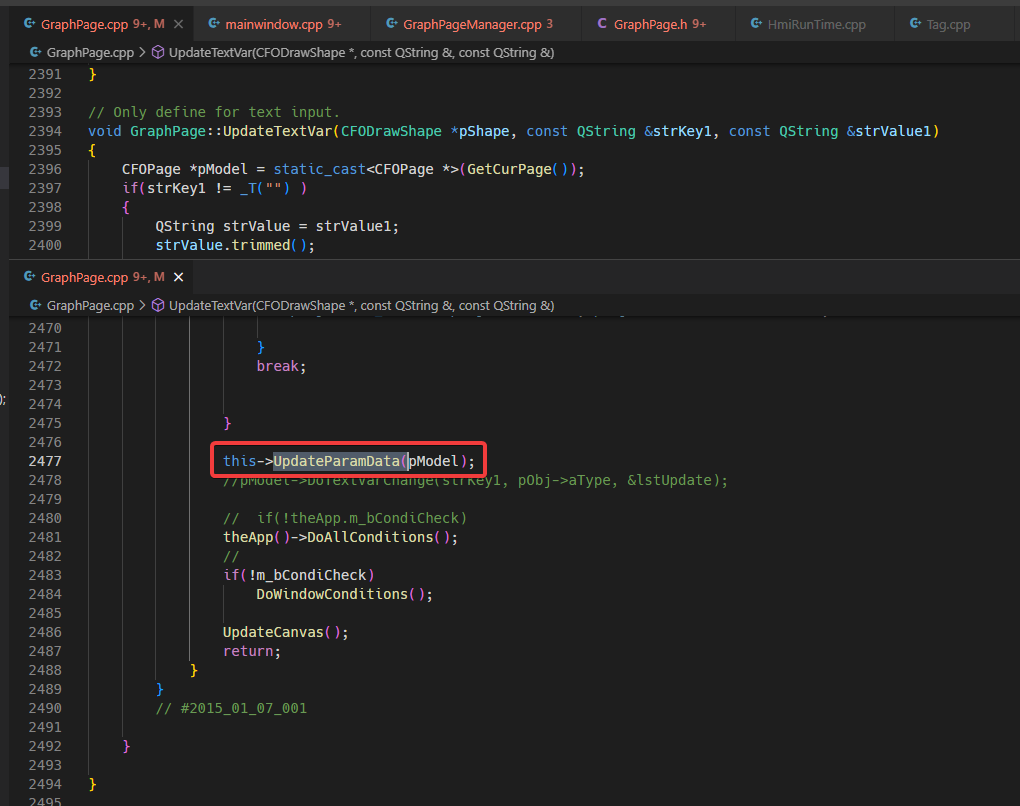 GraphPage.cpp 9+, M mainwindow.cpp 9+ GraphPageManager.cpp 3 GraphPage.h 9+ HmiRunTime.cpp Tag.cpp
GraphPage.cpp > UpdateTextVar(CFODrawShape *, const QString &, const QString &)
2391 }
2392
2393 // Only define for text input.
2394 void GraphPage::UpdateTextVar(CFODrawShape *pShape, const QString &strKey1, const QString &strValue1)
2395 {
2396 CFOPage *pModel = static_cast<CFOPage *>(GetCurPage());
2397 if(strKey1 != _T("") )
2398 {
2399 QString strValue = strValue1;
2400 strValue.trimmed();
GraphPage.cpp 9+, M
GraphPage.cpp > UpdateTextVar(CFODrawShape *, const QString &, const QString &)
2470
2471 }
2472 break;
2473
2474
2475 }
2476
);
2477 this->UpdateParamData(pModel);
2478 //pModel->DoTextVarChange(strKey1, pObj->aType, &lstUpdate);
2479
2480 // if(!theApp.m_bCondiCheck)
2481 theApp()->DoAllConditions();
2482 //
2483 if(!m_bCondiCheck)
2484 DoWindowConditions();
2485
2486 UpdateCanvas();
2487 return;
2488 }
2489 }
2490 // #2015_01_07_001
2491
2492 }
2493
2494 }
2495